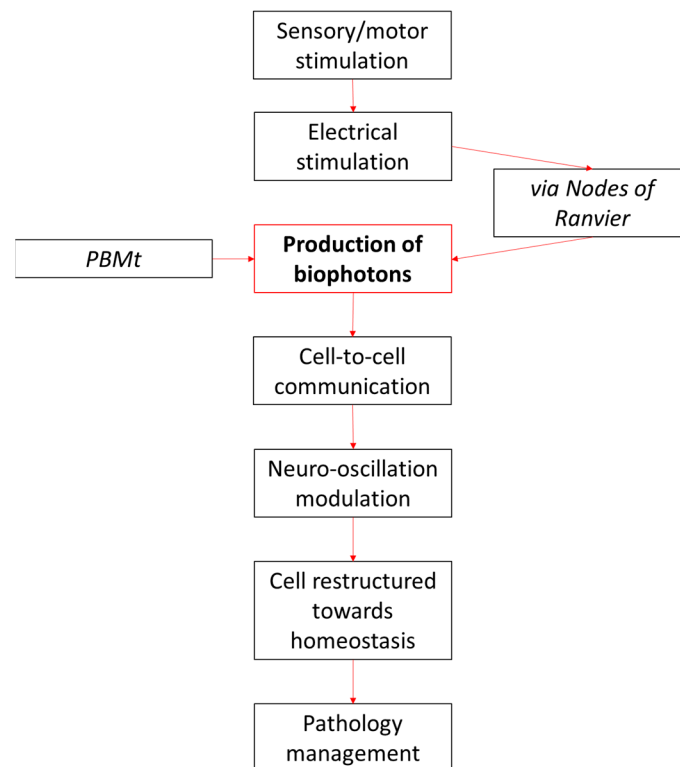 Sensory/motor
stimulation
Electrical
stimulation
via Nodes of
Ranvier
PBMt
Production of
biophotons
Cell-to-cell
communication
Neuro-oscillation
modulation
Cell restructured
towards
homeostasis
Pathology
management